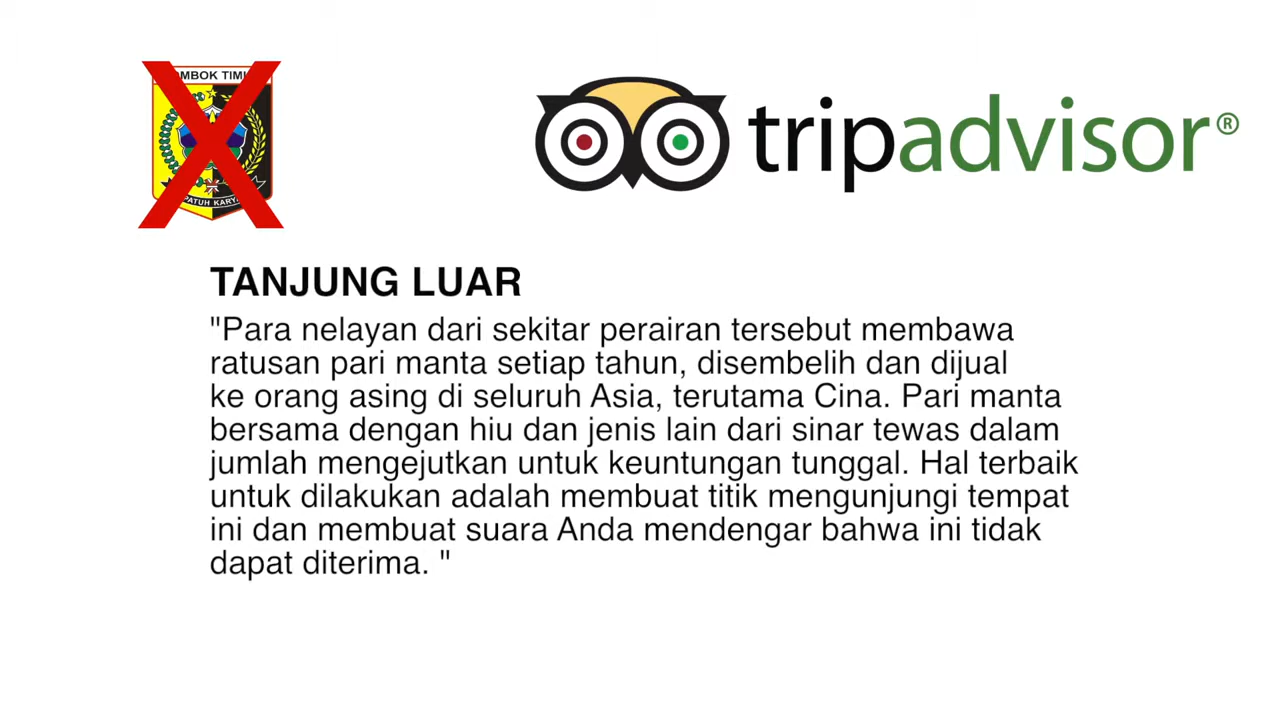 LOMBOK TIMUR
PATUH KARYA
tripadvisor®
TANJUNG LUAR
"Para nelayan dari sekitar perairan tersebut membawa
ratusan pari manta setiap tahun, disembelih dan dijual
ke orang asing di seluruh Asia, terutama Cina. Pari manta
bersama dengan hiu dan jenis lain dari sinar tewas dalam
jumlah mengejutkan untuk keuntungan tunggal. Hal terbaik
untuk dilakukan adalah membuat titik mengunjungi tempat
ini dan membuat suara Anda mendengar bahwa ini tidak
dapat diterima. "